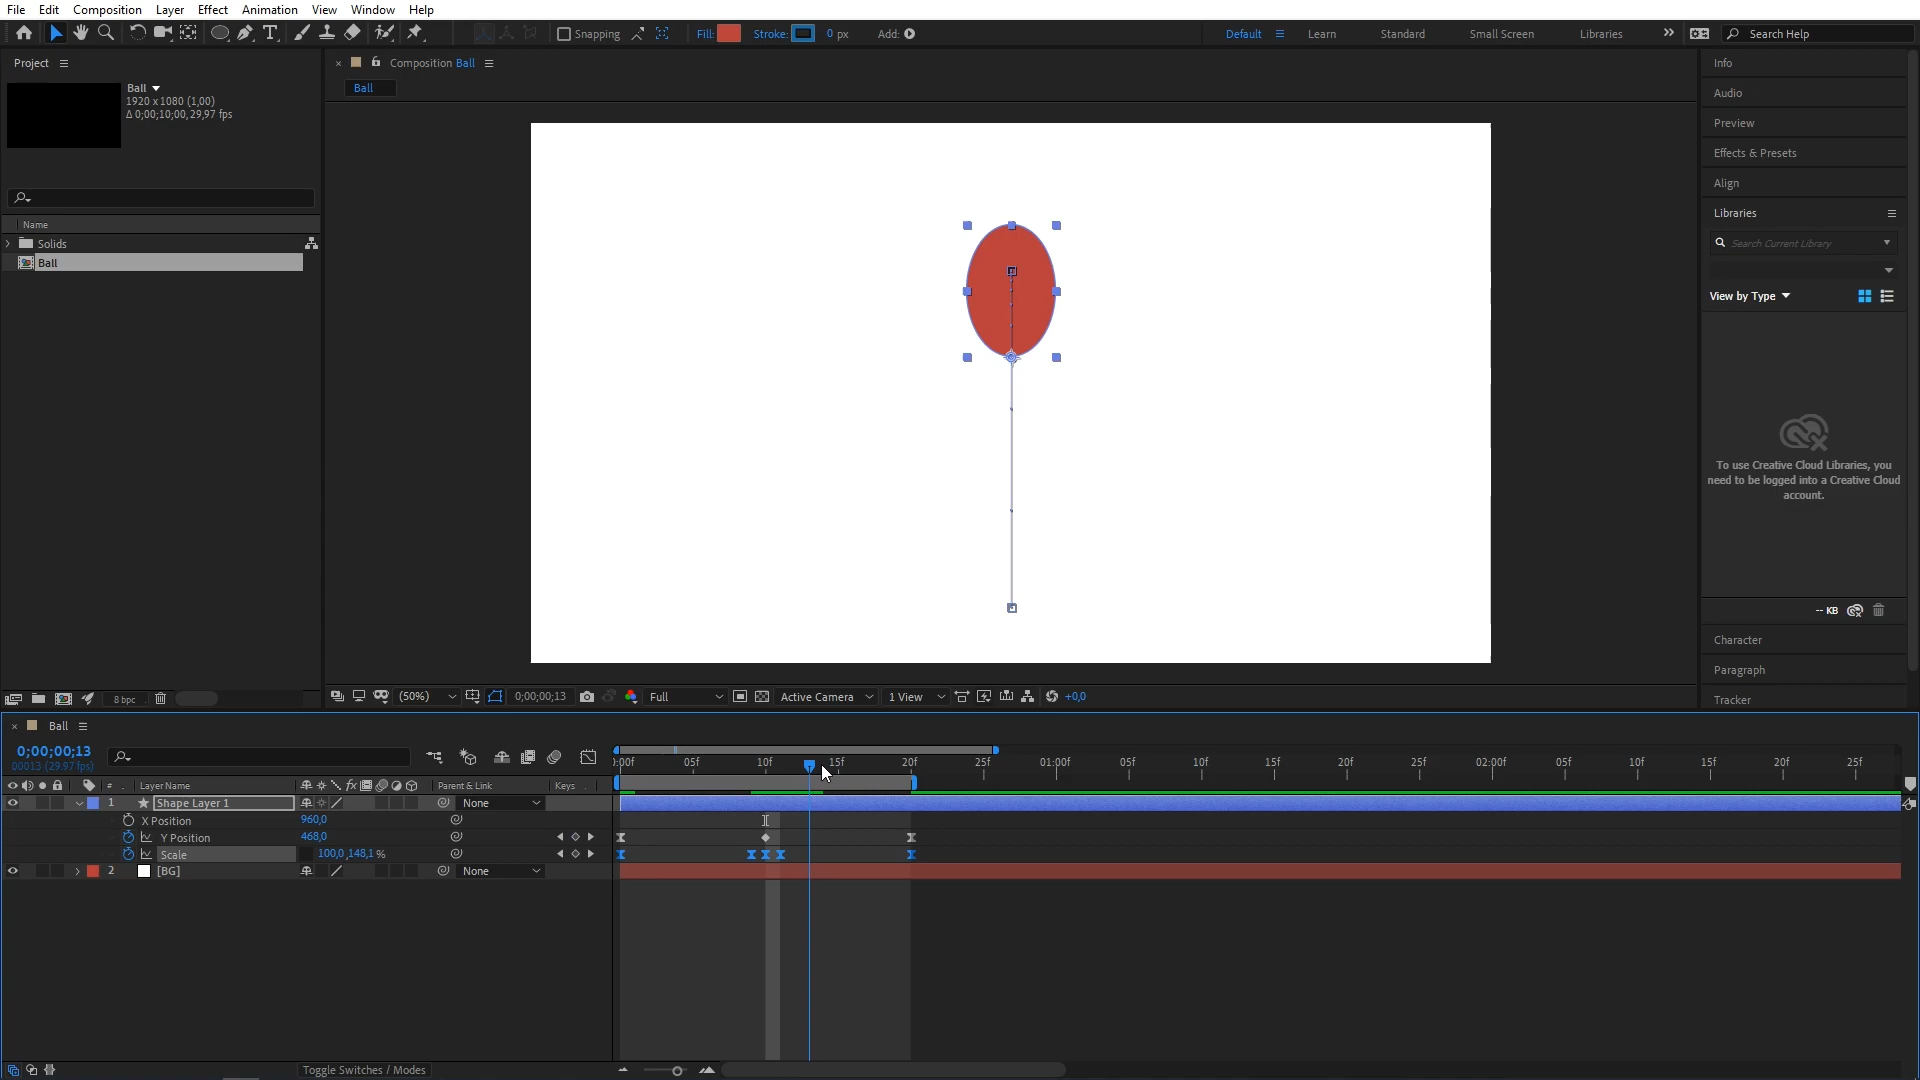 File Edit Composition Layer Effect Animation View Window Help
Snapping Fill: Stroke: 0 px Add: Default Learn Standard Small Screen Libraries Search Help
Project
Composition Ball
Info
Ball
1920 x 1080 (1,00)
Δ 0;00;10;00, 29,97 fps
Ball
Audio
Preview
Effects & Presets
Align
Libraries
Search Current Library
View by Type
Name
Solids
Ball
To use Creative Cloud Libraries, you
need to be logged into a Creative Cloud
account.
-- KB
Character
Paragraph
Tracker
8 bpc
(50%) 0;00;00;13 Full Active Camera 1 View +0,0
Ball
0;00;00;13
00013 (29.97 fps)
0:00f 05f 10f 15f 20f 25f 01:00f 05f 10f 15f 20f 25f 02:00f 05f 10f 15f 20f 25f
# Layer Name Parent & Link Keys
1 Shape Layer 1 None
X Position 960,0
Y Position 468,0
Scale 100,0,148,1 %
2 [BG] None
Toggle Switches / Modes